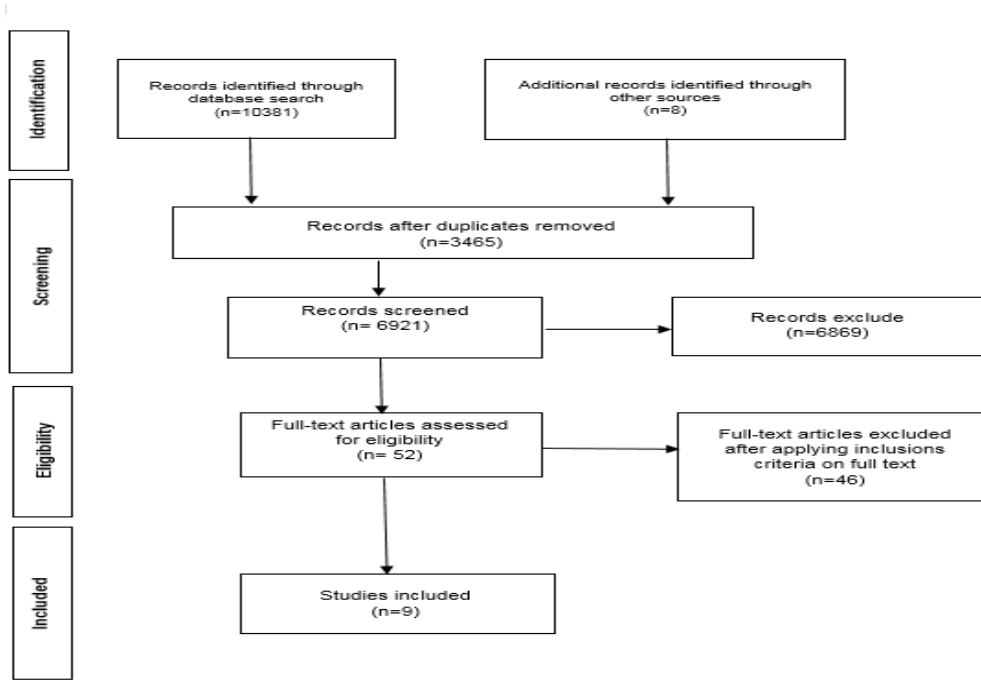 Identification
Records identified through
database search
(n=10381)
Additional records identified through
other sources
(n=8)
Screening
Records after duplicates removed
(n=3465)
Records screened
(n= 6921)
Records exclude
(n=6869)
Eligibility
Full-text articles assessed
for eligibility
(n= 52)
Full-text articles excluded
after applying inclusions
criteria on full text
(n=46)
Included
Studies included
(n=9)